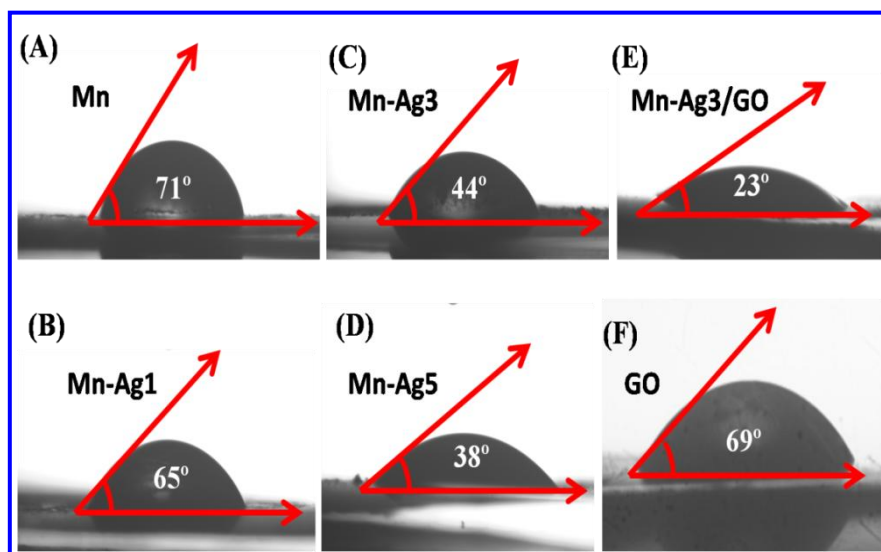 (A)
Mn
71°
(C)
Mn-Ag3
44°
(E)
Mn-Ag3/GO
23°
(B)
Mn-Ag1
65°
(D)
Mn-Ag5
38°
(F)
GO
69°